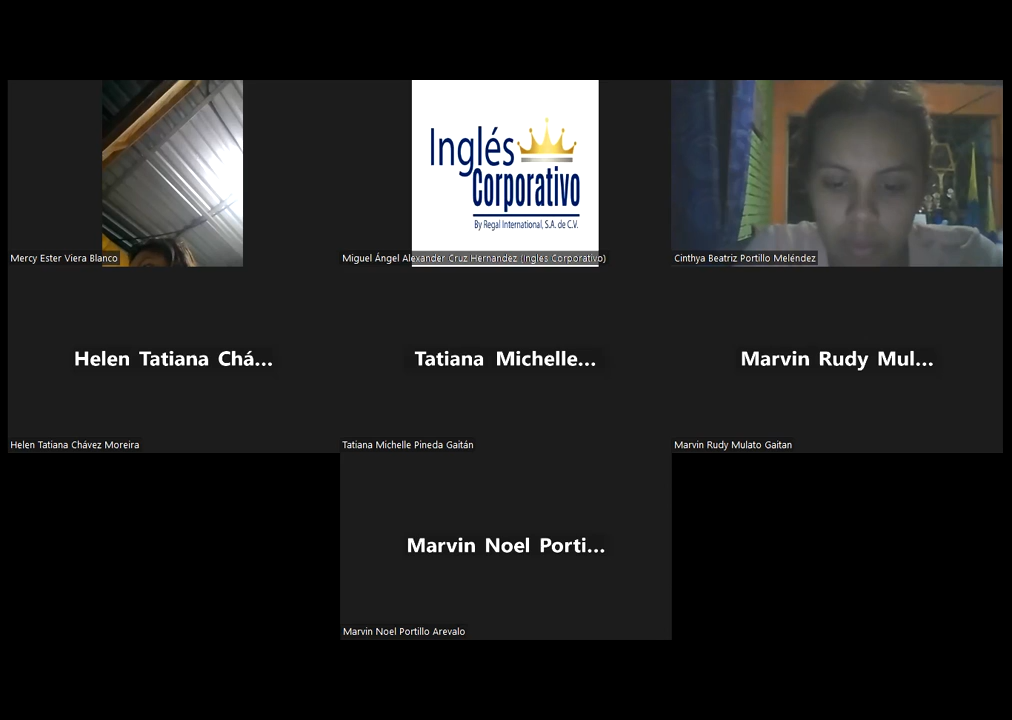 Inglés
Corporativo
By Regal International, S.A. de C.V.
Mercy Ester Viera Blanco
Miguel Ángel Alexander Cruz Hernandez (Ingles Corporativo)
Cinthya Beatriz Portillo Meléndez
Helen Tatiana Chá...
Tatiana Michelle...
Marvin Rudy Mul...
Helen Tatiana Chávez Moreira
Tatiana Michelle Pineda Gaitán
Marvin Rudy Mulato Gaitan
Marvin Noel Porti...
Marvin Noel Portillo Arevalo